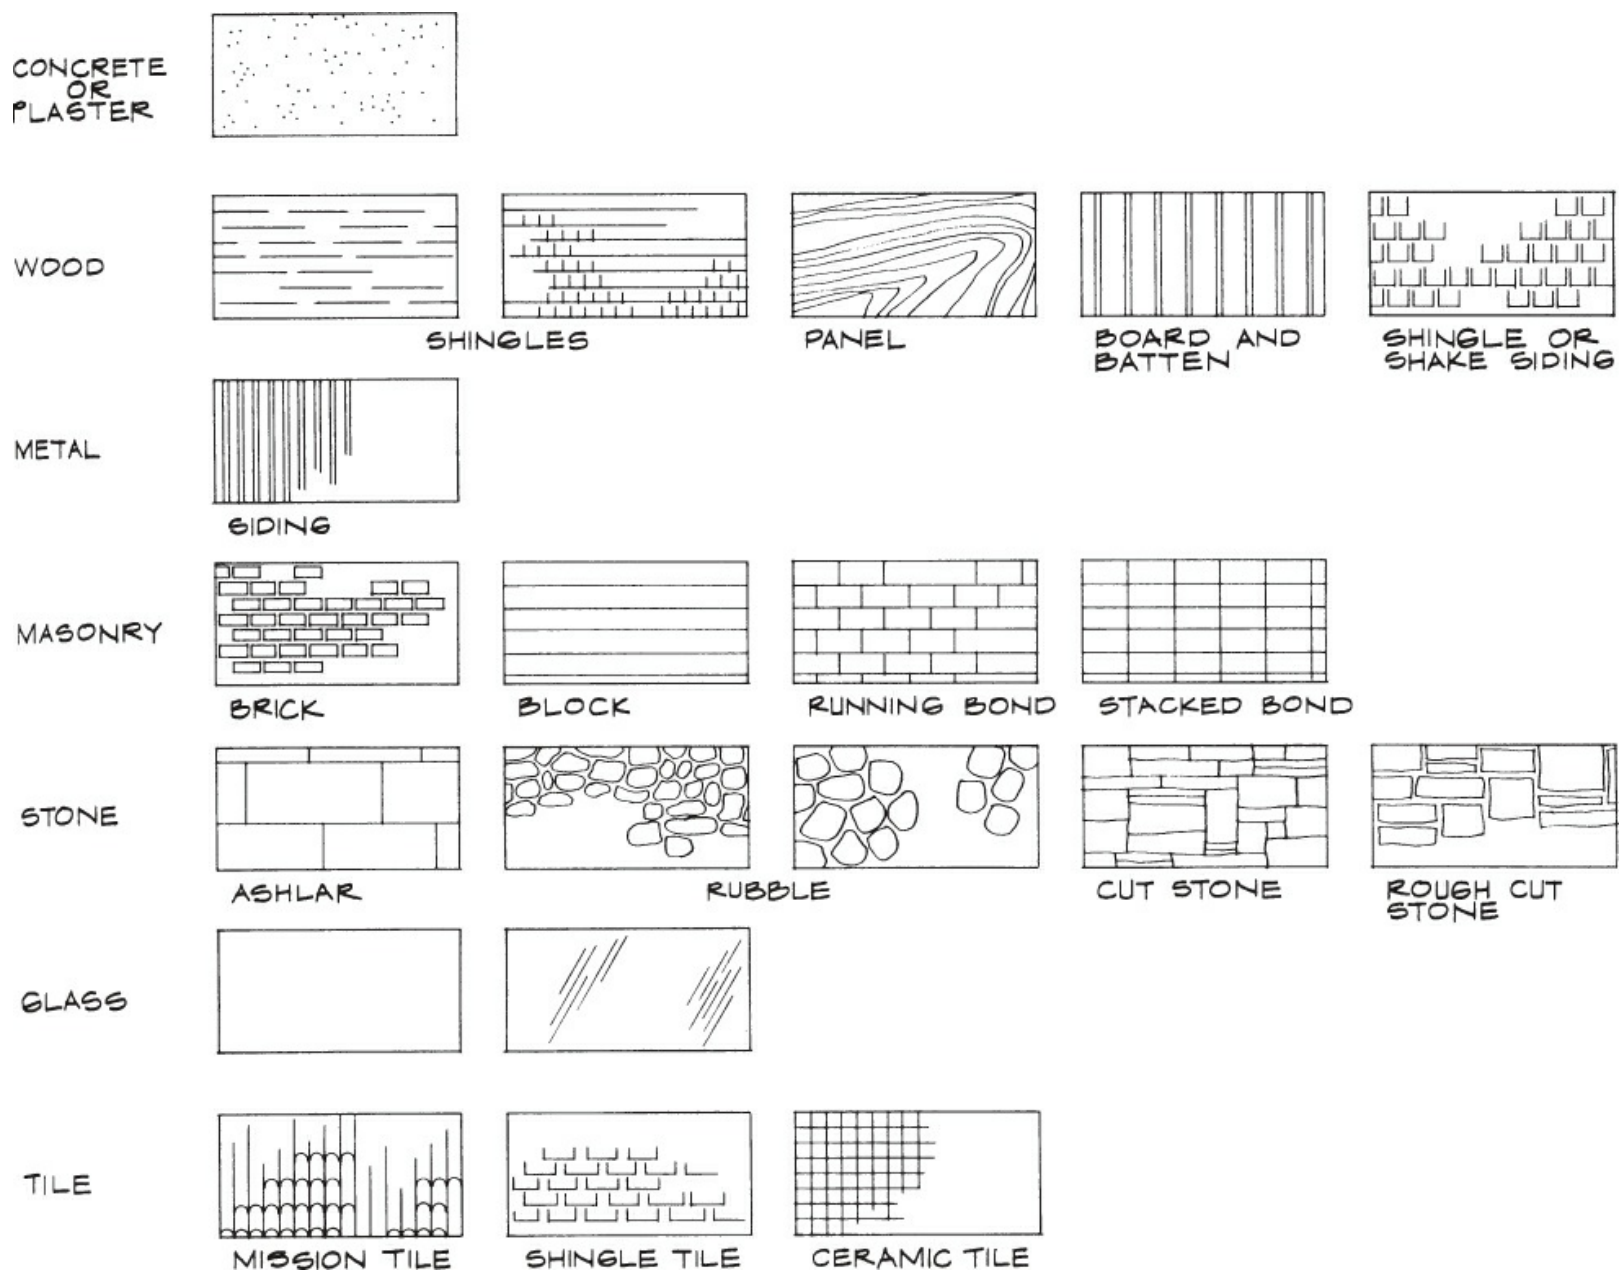 CONCRETE
OR
PLASTER
WOOD
SHINGLES
PANEL
BOARD AND
BATTEN
SHINGLE OR
SHAKE SIDING
METAL
SIDING
MASONRY
BRICK
BLOCK
RUNNING BOND
STACKED BOND
STONE
ASHLAR
RUBBLE
CUT STONE
ROUGH CUT
STONE
GLASS
TILE
MISSION TILE
SHINGLE TILE
CERAMIC TILE